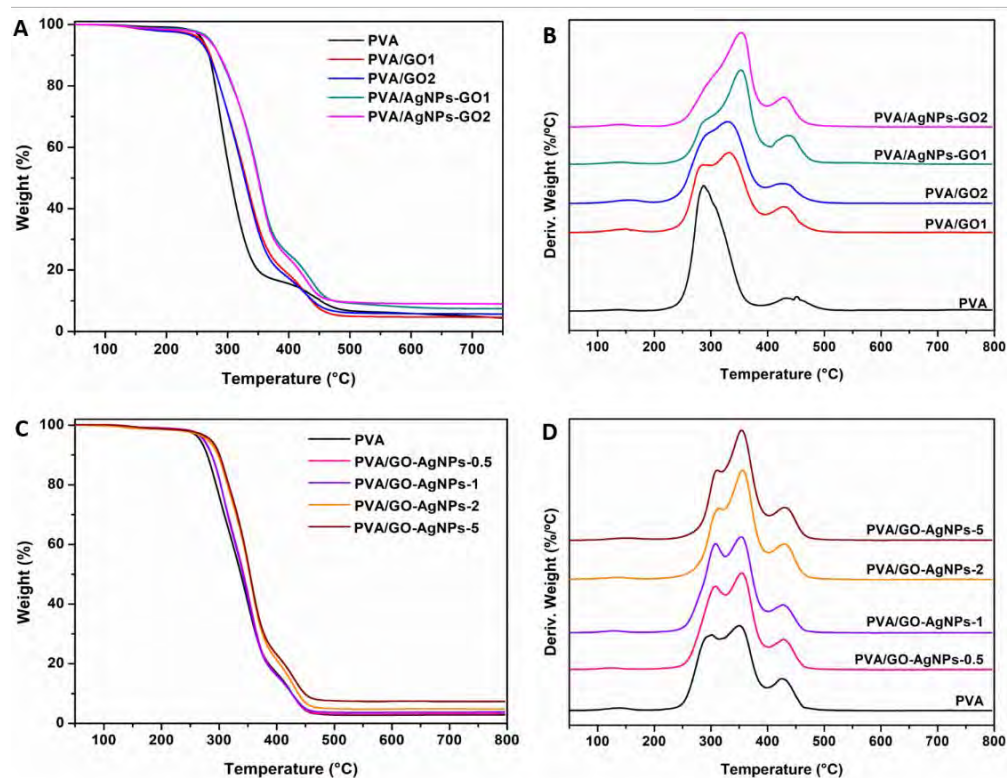 A
100
80
60
40
20
0
Weight (%)
PVA
PVA/GO1
PVA/GO2
PVA/AgNPs-GO1
PVA/AgNPs-GO2
100 200 300 400 500 600 700
Temperature (°C)
B
Deriv. Weight (%/°C)
PVA/AgNPs-GO2
PVA/AgNPs-GO1
PVA/GO2
PVA/GO1
PVA
100 200 300 400 500 600 700 800
Temperature (°C)
C
100
80
60
40
20
0
Weight (%)
PVA
PVA/GO-AgNPs-0.5
PVA/GO-AgNPs-1
PVA/GO-AgNPs-2
PVA/GO-AgNPs-5
100 200 300 400 500 600 700 800
Temperature (°C)
D
Deriv. Weight (%/°C)
PVA/GO-AgNPs-5
PVA/GO-AgNPs-2
PVA/GO-AgNPs-1
PVA/GO-AgNPs-0.5
PVA
100 200 300 400 500 600 700 800
Temperature (°C)